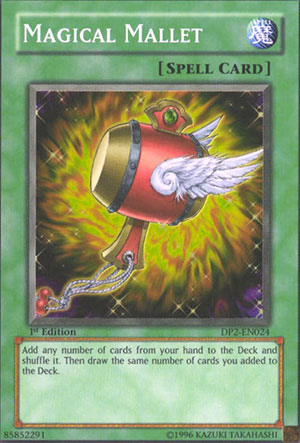 Magical Mallet
魔
[Spell Card]
1st Edition
DP2-EN024
Add any number of cards from your hand to the Deck and
shuffle it. Then draw the same number of cards you added to
the Deck.
85852291
©1996 KAZUKI TAKAHASHI